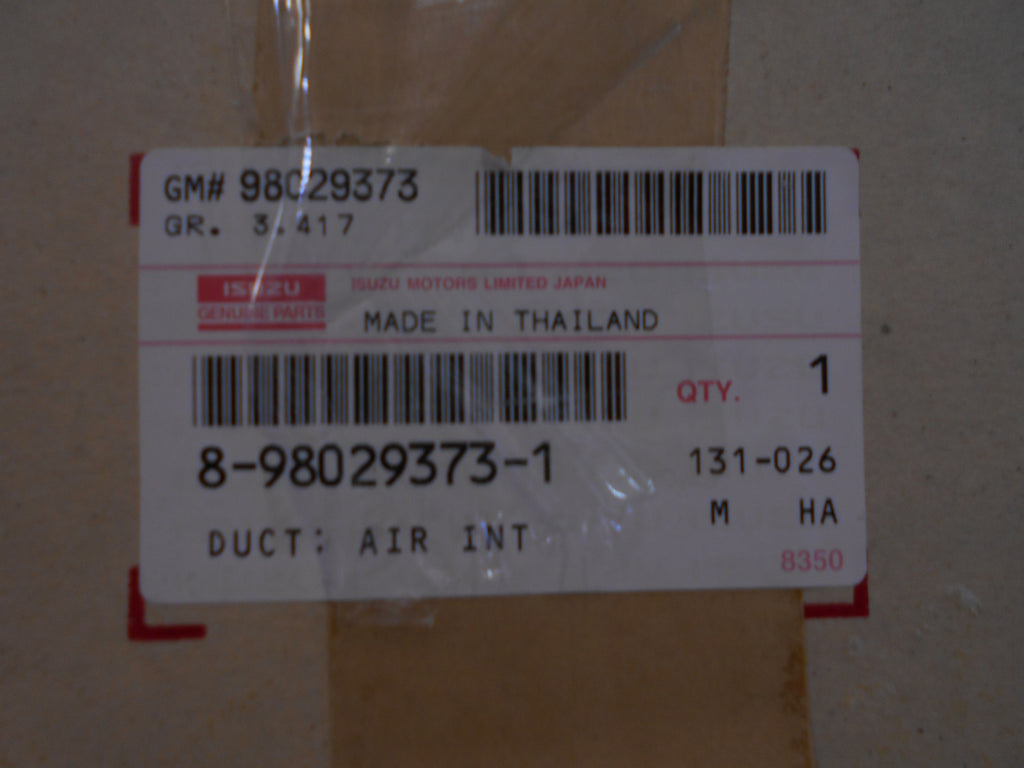 GM# 98029373
GR. 3.417
ISUZU
GENUINE PARTS
ISUZU MOTORS LIMITED JAPAN
MADE IN THAILAND
QTY. 1
8-98029373-1
131-026
M HA
DUCT: AIR INT
8350